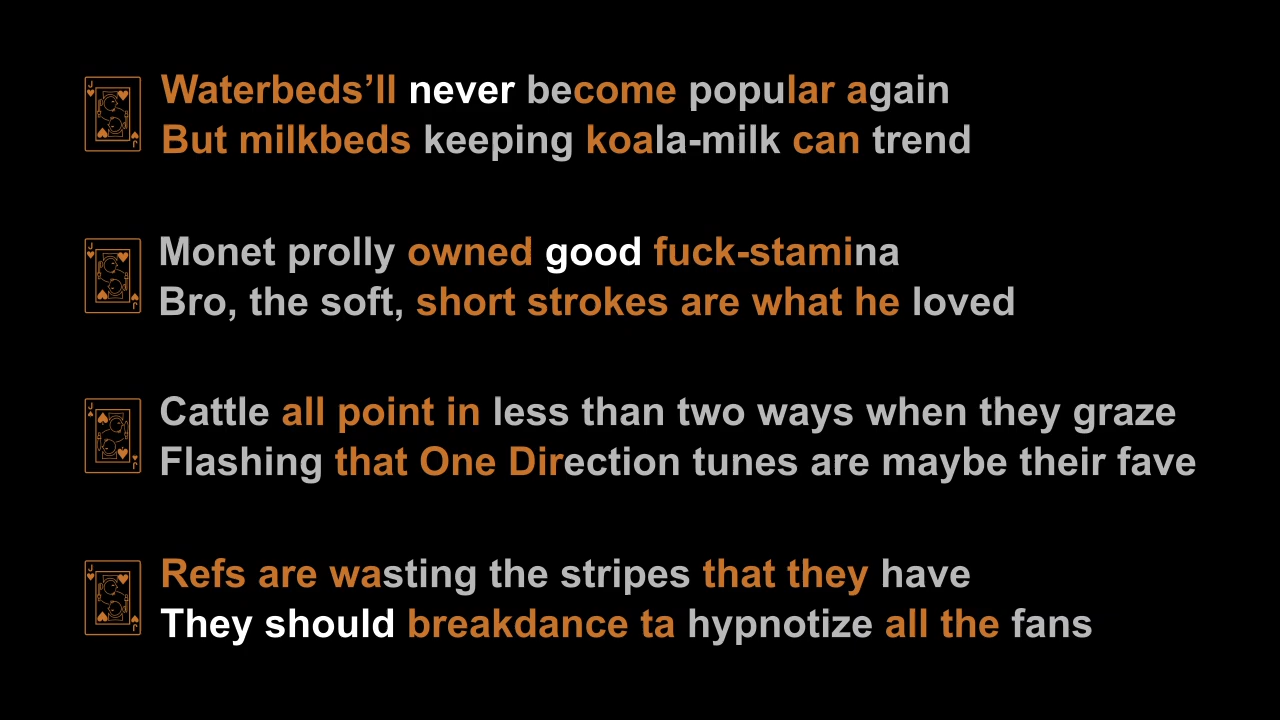 Waterbeds’ll never become popular again
But milkbeds keeping koala-milk can trend
Monet prolly owned good fuck-stamina
Bro, the soft, short strokes are what he loved
Cattle all point in less than two ways when they graze
Flashing that One Direction tunes are maybe their fave
Refs are wasting the stripes that they have
They should breakdance ta hypnotize all the fans